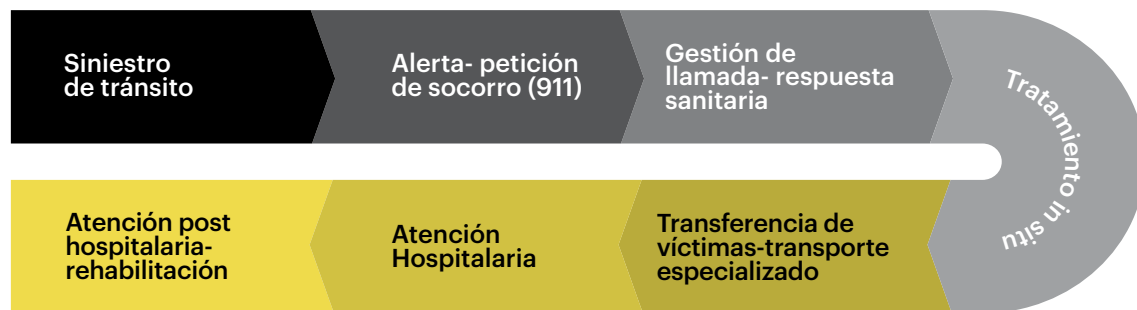 Siniestro
de tránsito
Alerta- petición
de socorro (911)
Gestión de
llamada- respuesta
sanitaria
Tratamiento in situ
Transferencia de
víctimas-transporte
especializado
Atención
Hospitalaria
Atención post
hospitalaria-
rehabilitación